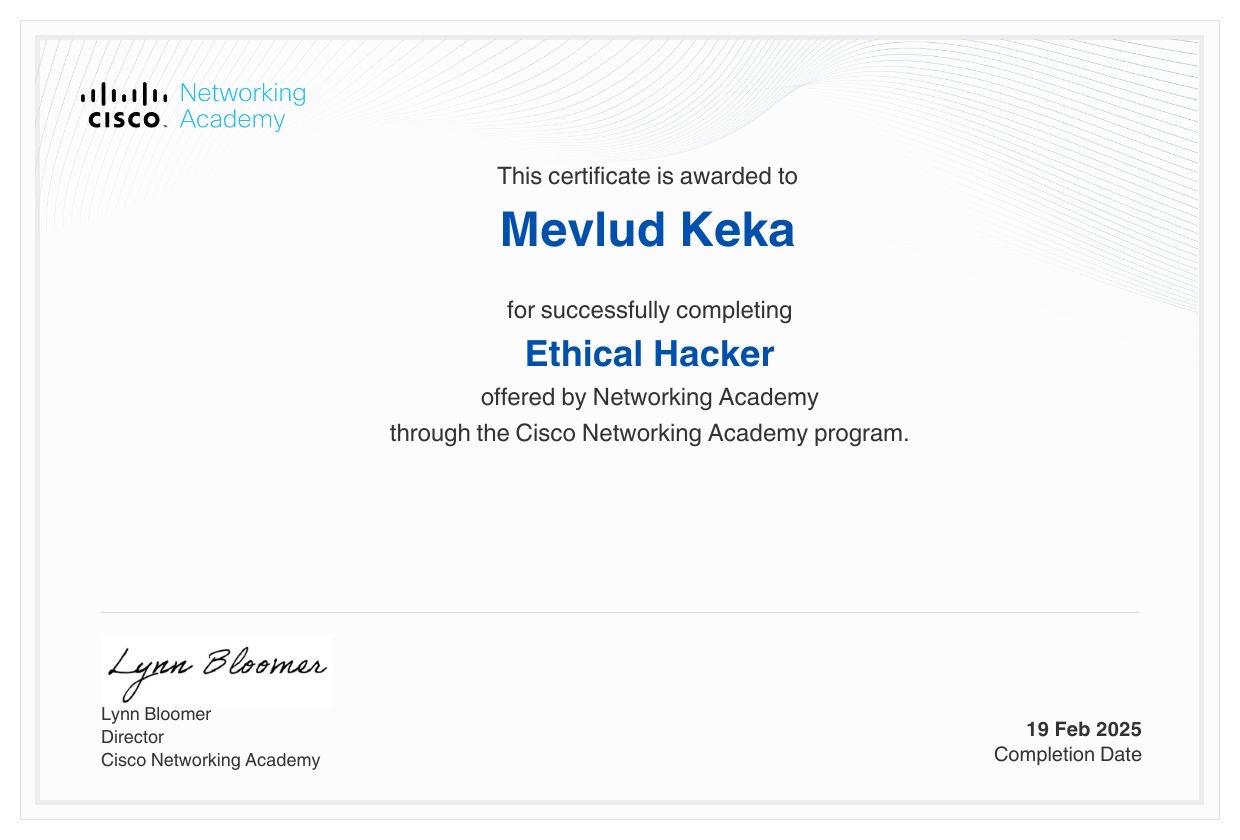 CISCO
Networking
Academy
This certificate is awarded to
Mevlud Keka
for successfully completing
Ethical Hacker
offered by Networking Academy
through the Cisco Networking Academy program.
Lynn Bloomer
Lynn Bloomer
Director
Cisco Networking Academy
19 Feb 2025
Completion Date